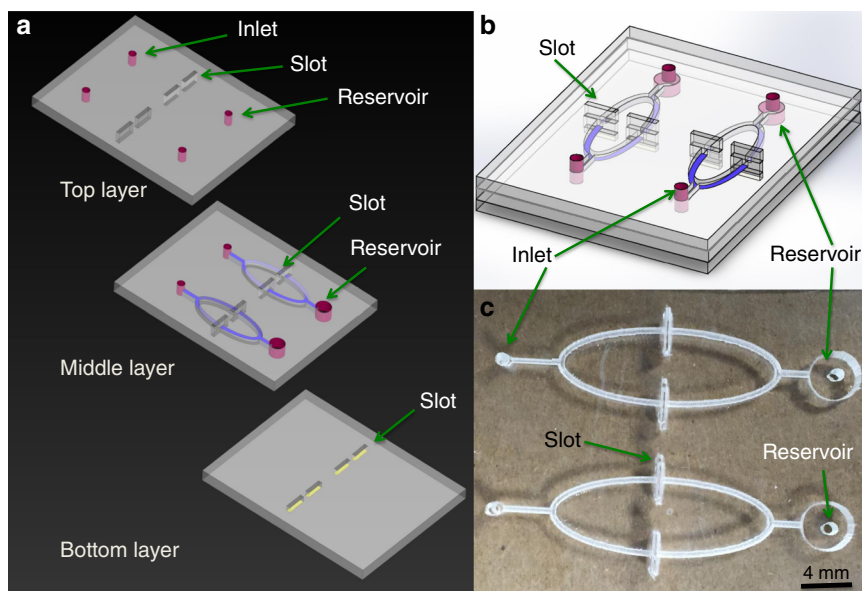 a
Inlet
Slot
Reservoir
Top layer
Slot
Reservoir
Middle layer
Slot
Bottom layer
b
Slot
Inlet
Reservoir
c
Slot
Reservoir
4 mm